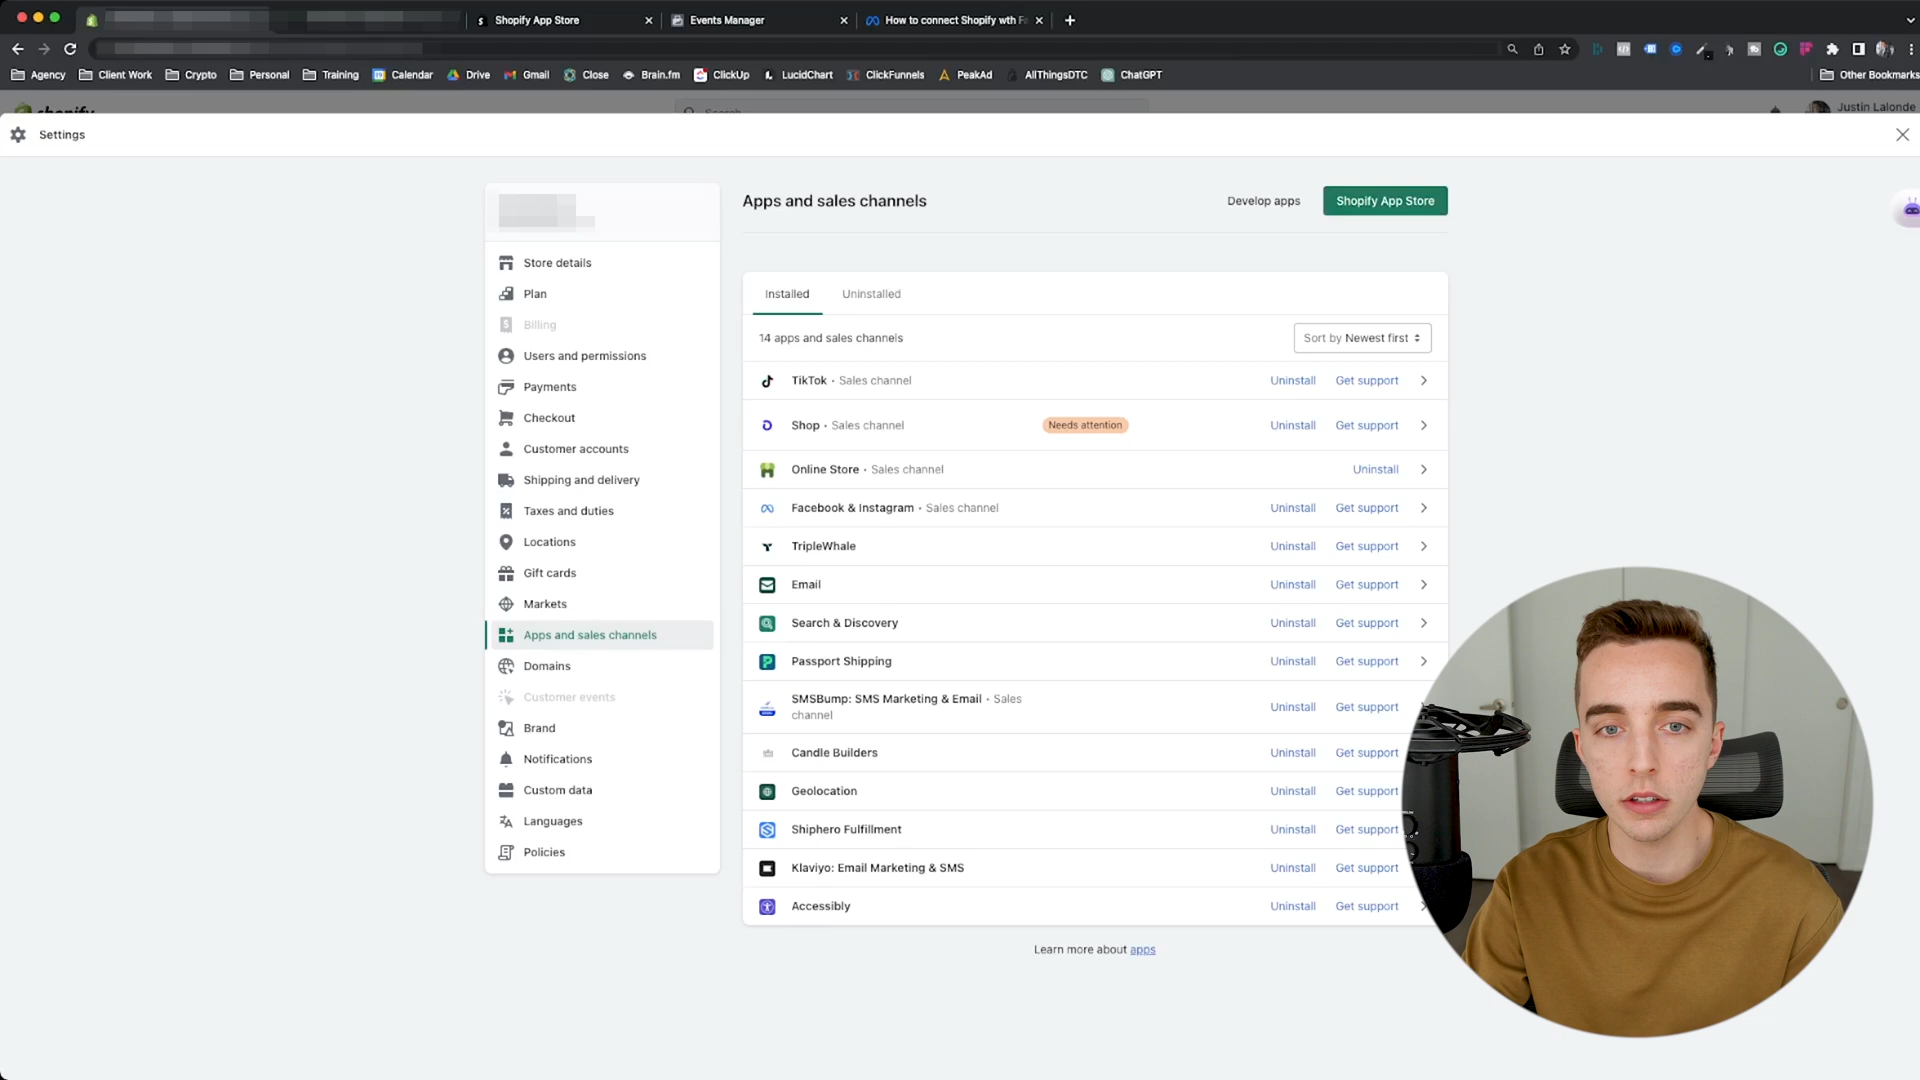 Shopify App Store
Events Manager
How to connect Shopify wth F
Agency
Client Work
Crypto
Personal
Training
Calendar
Drive
Gmail
Close
Brain.fm
ClickUp
LucidChart
ClickFunnels
PeakAd
AllThingsDTC
ChatGPT
Other Bookmarks
shopify
Search
Justin Lalonde
Settings
Store details
Plan
Billing
Users and permissions
Payments
Checkout
Customer accounts
Shipping and delivery
Taxes and duties
Locations
Gift cards
Markets
Apps and sales channels
Domains
Customer events
Brand
Notifications
Custom data
Languages
Policies
Apps and sales channels
Develop apps
Shopify App Store
Installed
Uninstalled
14 apps and sales channels
Sort by Newest first
TikTok • Sales channel Uninstall Get support
Shop • Sales channel Needs attention Uninstall Get support
Online Store • Sales channel Uninstall
Facebook & Instagram • Sales channel Uninstall Get support
TripleWhale Uninstall Get support
Email Uninstall Get support
Search & Discovery Uninstall Get support
Passport Shipping Uninstall Get support
SMSBump: SMS Marketing & Email • Sales
channel Uninstall Get support
Candle Builders Uninstall Get support
Geolocation Uninstall Get support
Shiphero Fulfillment Uninstall Get support
Klaviyo: Email Marketing & SMS Uninstall Get support
Accessibly Uninstall Get support
Learn more about apps